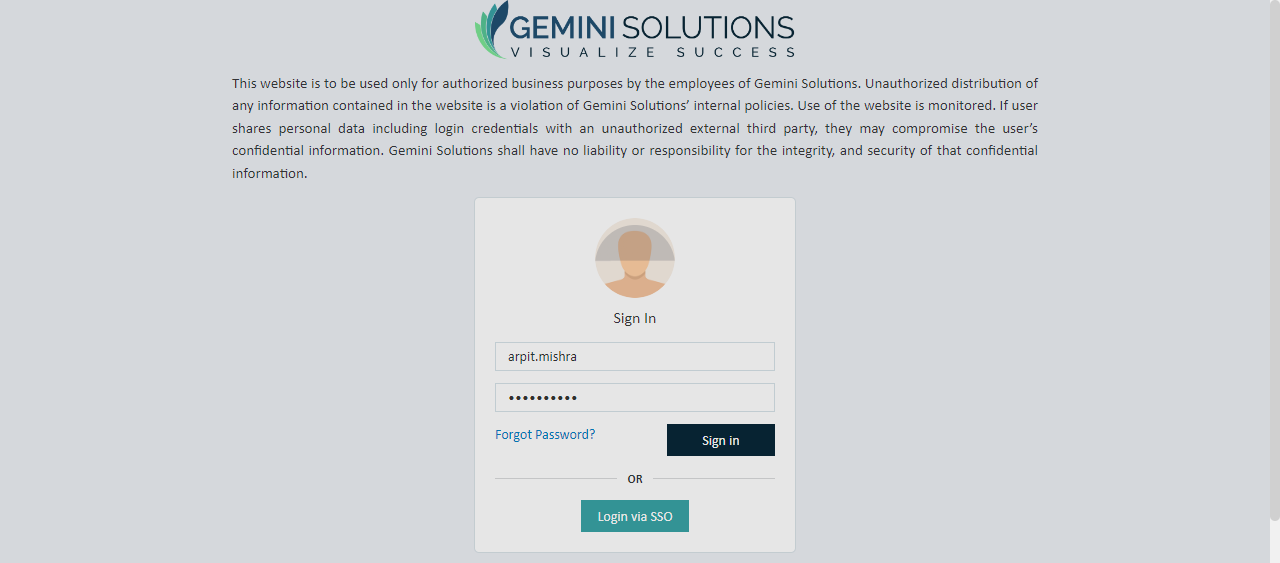 GEMINI SOLUTIONS
VISUALIZE SUCCESS
This website is to be used only for authorized business purposes by the employees of Gemini Solutions. Unauthorized distribution of
any information contained in the website is a violation of Gemini Solutions’ internal policies. Use of the website is monitored. If user
shares personal data including login credentials with an unauthorized external third party, they may compromise the user’s
confidential information. Gemini Solutions shall have no liability or responsibility for the integrity, and security of that confidential
information.
Sign In
arpit.mishra
••••••••••
Forgot Password?
Sign in
OR
Login via SSO